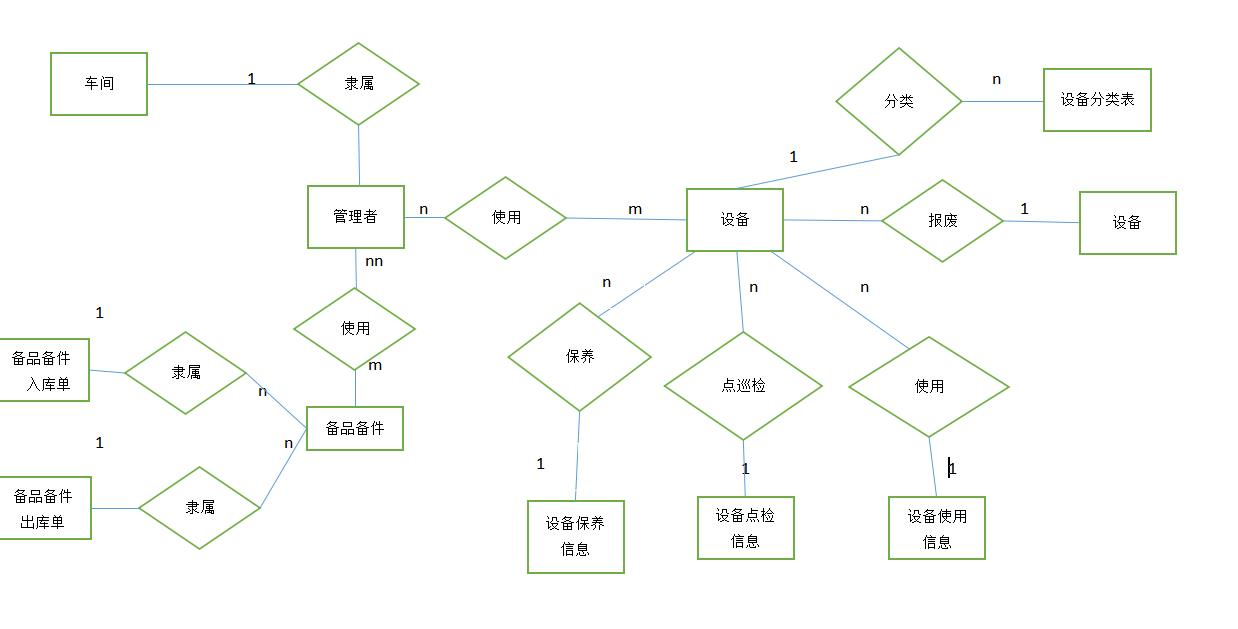 车间
1
隶属
分类
n
设备分类表
1
管理者
n
使用
m
设备
n
报废
1
设备
nn
n
n
n
1
使用
备品备件
入库单
隶属
m
保养
点巡检
使用
n
备品备件
1
n
1
1
1
备品备件
出库单
隶属
设备保养
信息
设备点检
信息
设备使用
信息